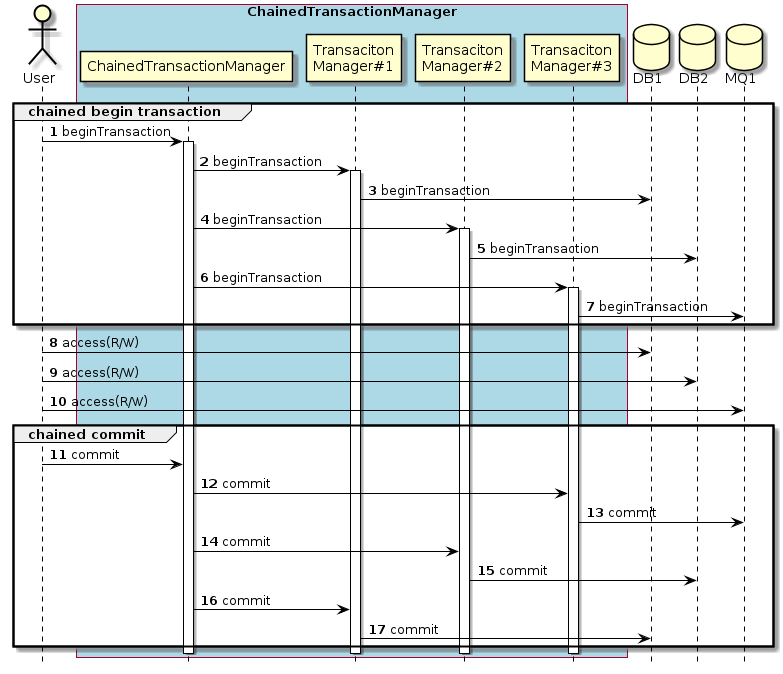 ChainedTransactionManager
User
ChainedTransactionManager
Transaciton
Manager#1
Transaciton
Manager#2
Transaciton
Manager#3
DB1
DB2
MQ1
chained begin transaction
1 beginTransaction
2 beginTransaction
3 beginTransaction
4 beginTransaction
5 beginTransaction
6 beginTransaction
7 beginTransaction
8 access(R/W)
9 access(R/W)
10 access(R/W)
chained commit
11 commit
12 commit
13 commit
14 commit
15 commit
16 commit
17 commit